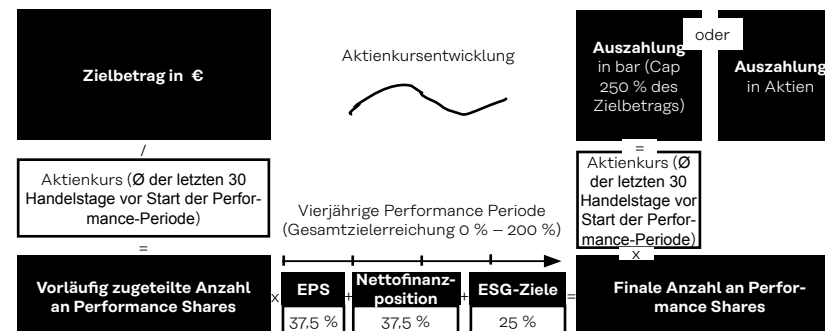 Zielbetrag in €
/
Aktienkurs (Ø der letzten 30
Handelstage vor Start der Perfor-
mance-Periode)
=
Vorläufig zugeteilte Anzahl
an Performance Shares
Aktienkursentwicklung
Vierjährige Performance Periode
(Gesamtzielerreichung 0 % – 200 %)
x
EPS
37,5 %
+
Nettofinanz-
position
37,5 %
+
ESG-Ziele
25 %
=
Auszahlung
in bar (Cap
250 % des
Zielbetrags)
oder
Auszahlung
in Aktien
=
Aktienkurs (Ø
der letzten 30
Handelstage vor
Start der Perfor-
mance-Periode)
x
Finale Anzahl an Perfor-
mance Shares